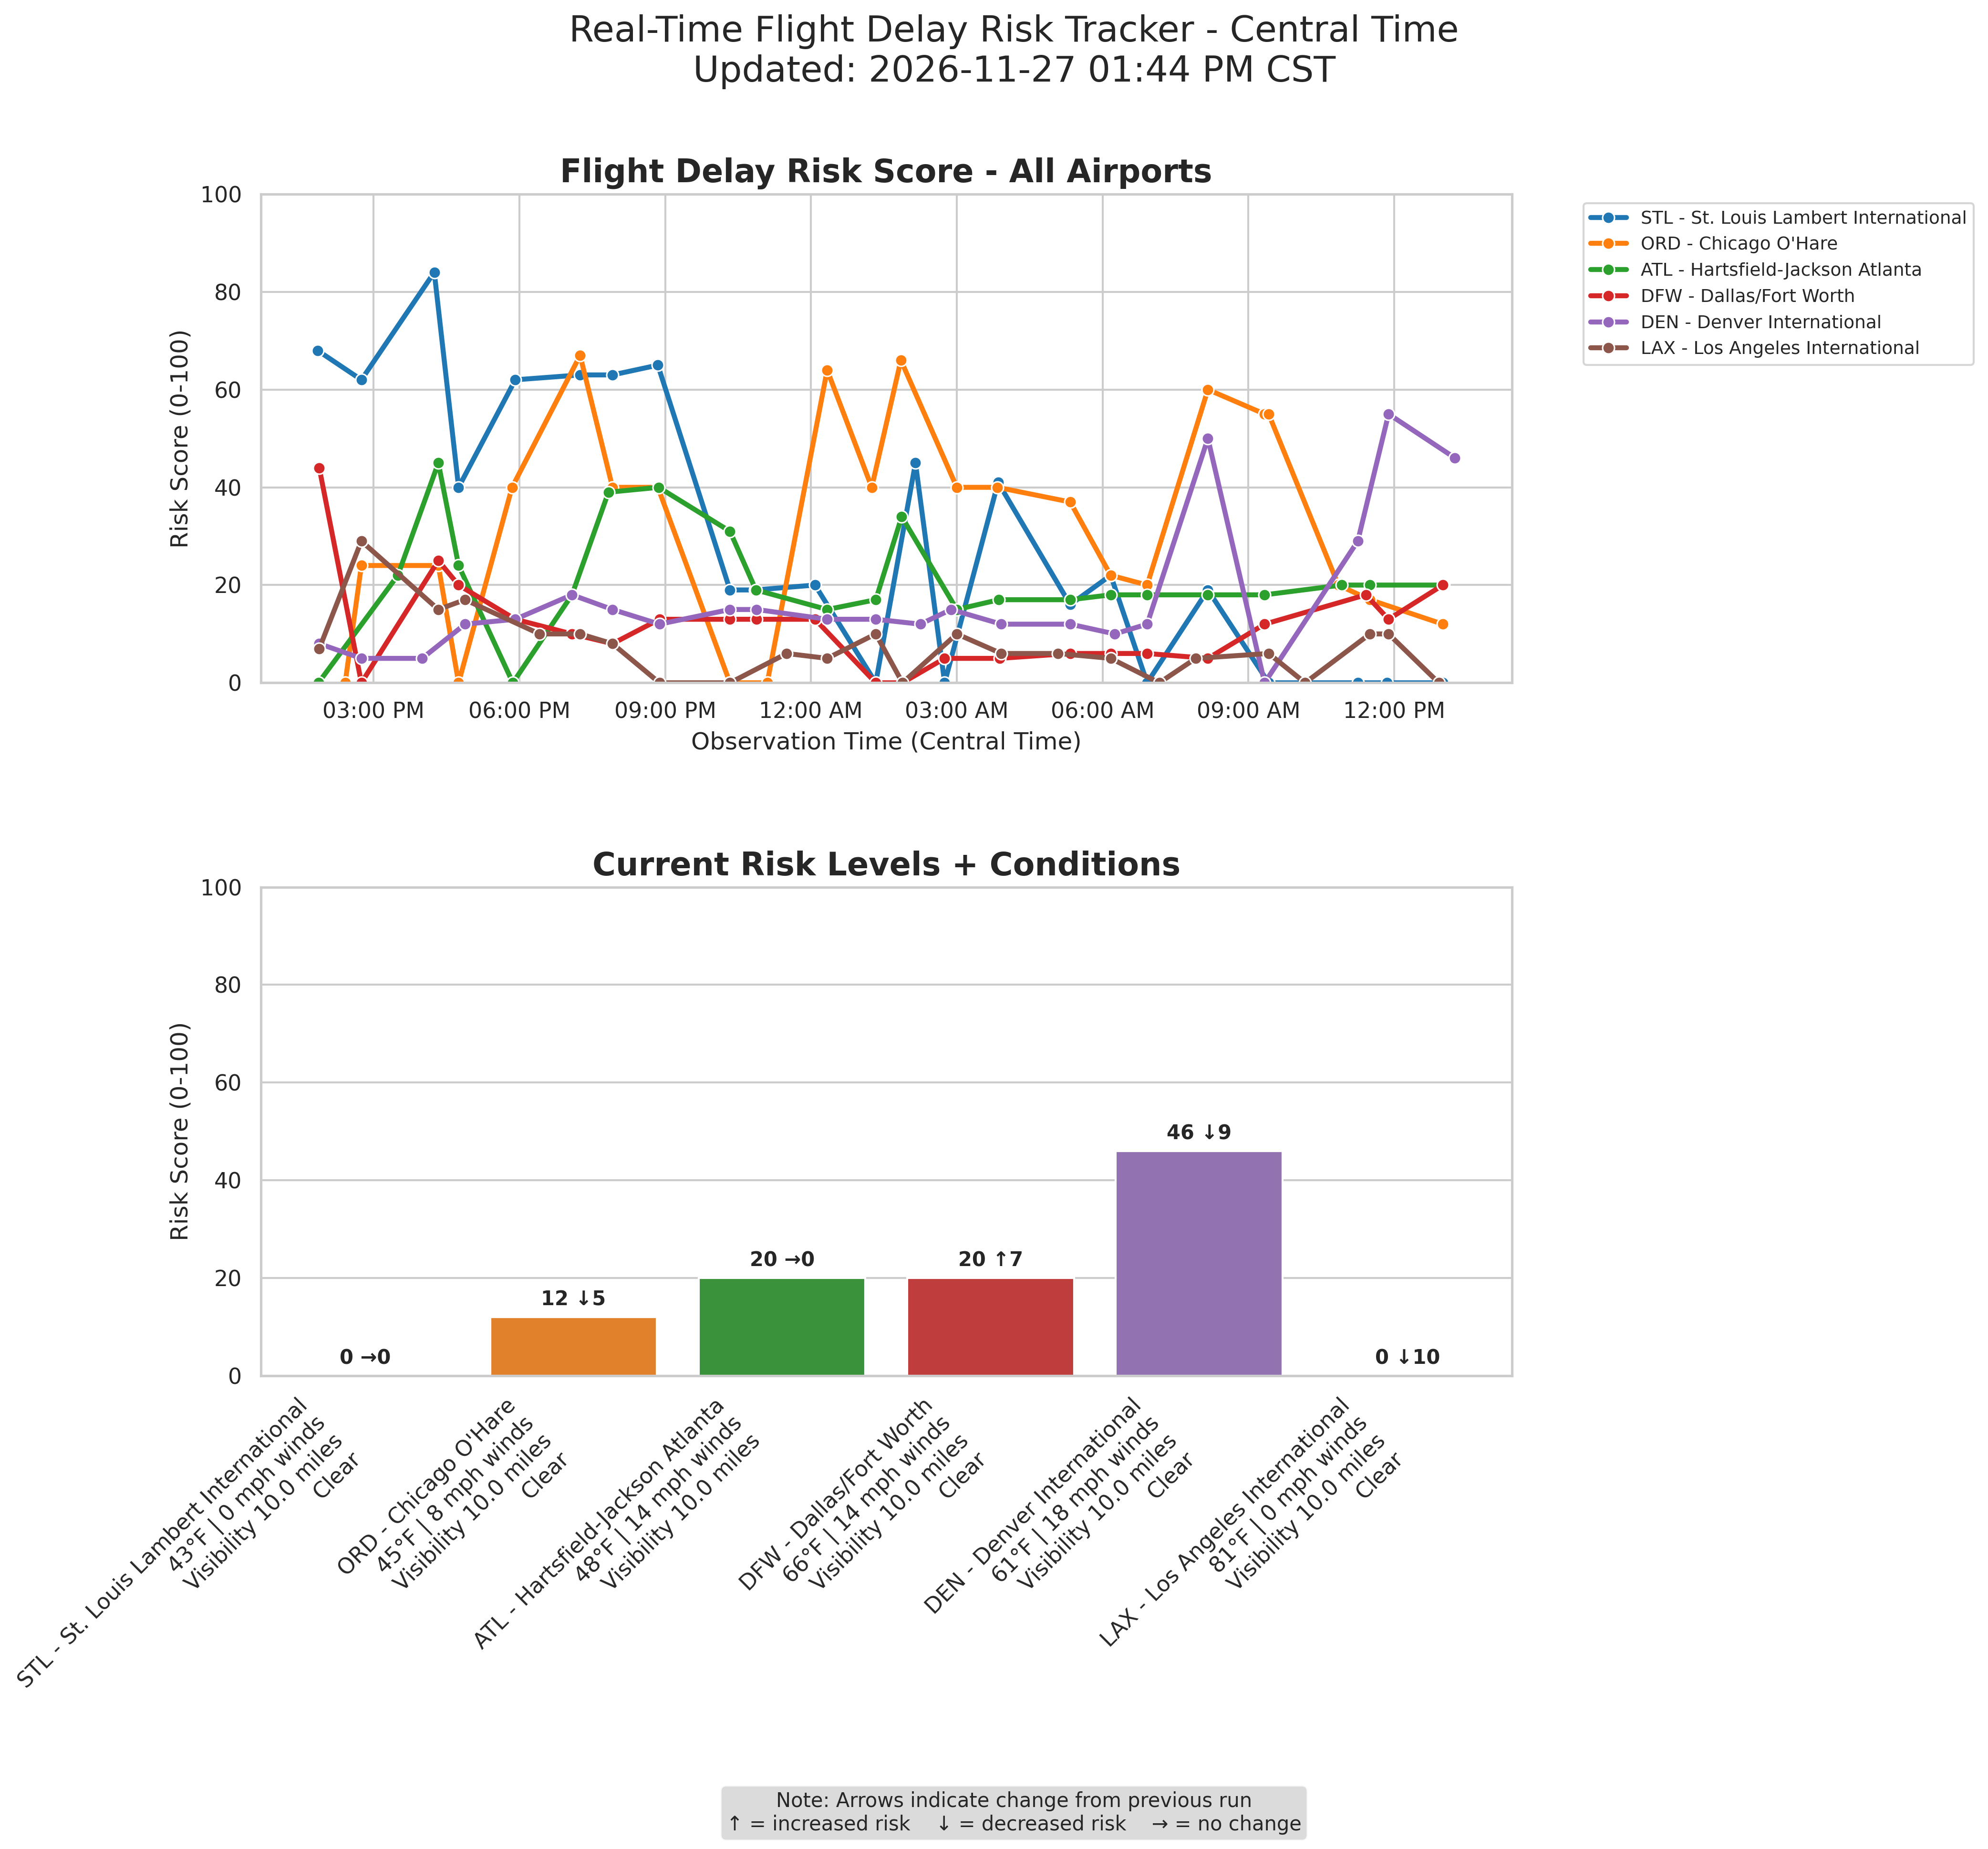 Real-Time Flight Delay Risk Tracker - Central Time
Updated: 2026-11-27 01:44 PM CST
Flight Delay Risk Score - All Airports
Risk Score (0-100)
100
80
60
40
20
0
03:00 PM
06:00 PM
09:00 PM
12:00 AM
03:00 AM
06:00 AM
09:00 AM
12:00 PM
Observation Time (Central Time)
STL - St. Louis Lambert International
ORD - Chicago O'Hare
ATL - Hartsfield-Jackson Atlanta
DFW - Dallas/Fort Worth
DEN - Denver International
LAX - Los Angeles International
Current Risk Levels + Conditions
Risk Score (0-100)
100
80
60
40
20
0
0 →0
12 ↓5
20 →0
20 ↑7
46 ↓9
0 ↓10
STL - St. Louis Lambert International
43°F | 0 mph winds
Visibility 10.0 miles
Clear
ORD - Chicago O'Hare
45°F | 8 mph winds
Visibility 10.0 miles
Clear
ATL - Hartsfield-Jackson Atlanta
48°F | 14 mph winds
Visibility 10.0 miles
DFW - Dallas/Fort Worth
66°F | 14 mph winds
Visibility 10.0 miles
Clear
DEN - Denver International
61°F | 18 mph winds
Visibility 10.0 miles
Clear
LAX - Los Angeles International
81°F | 0 mph winds
Visibility 10.0 miles
Clear
Note: Arrows indicate change from previous run
↑ = increased risk ↓ = decreased risk → = no change